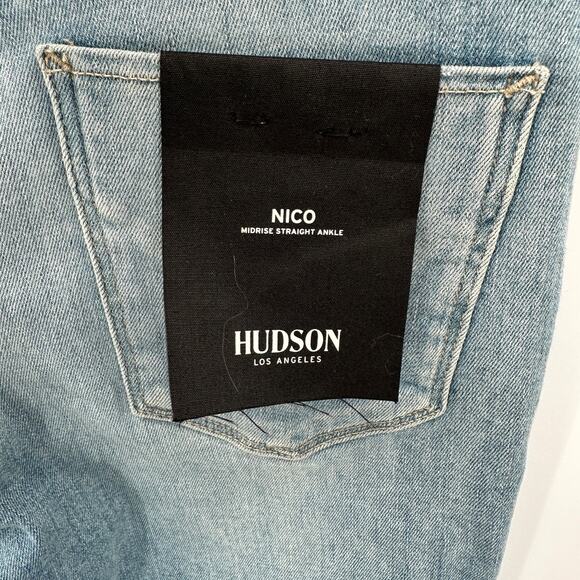 NICO
MIDRISE STRAIGHT ANKLE
HUDSON
LOS ANGELES